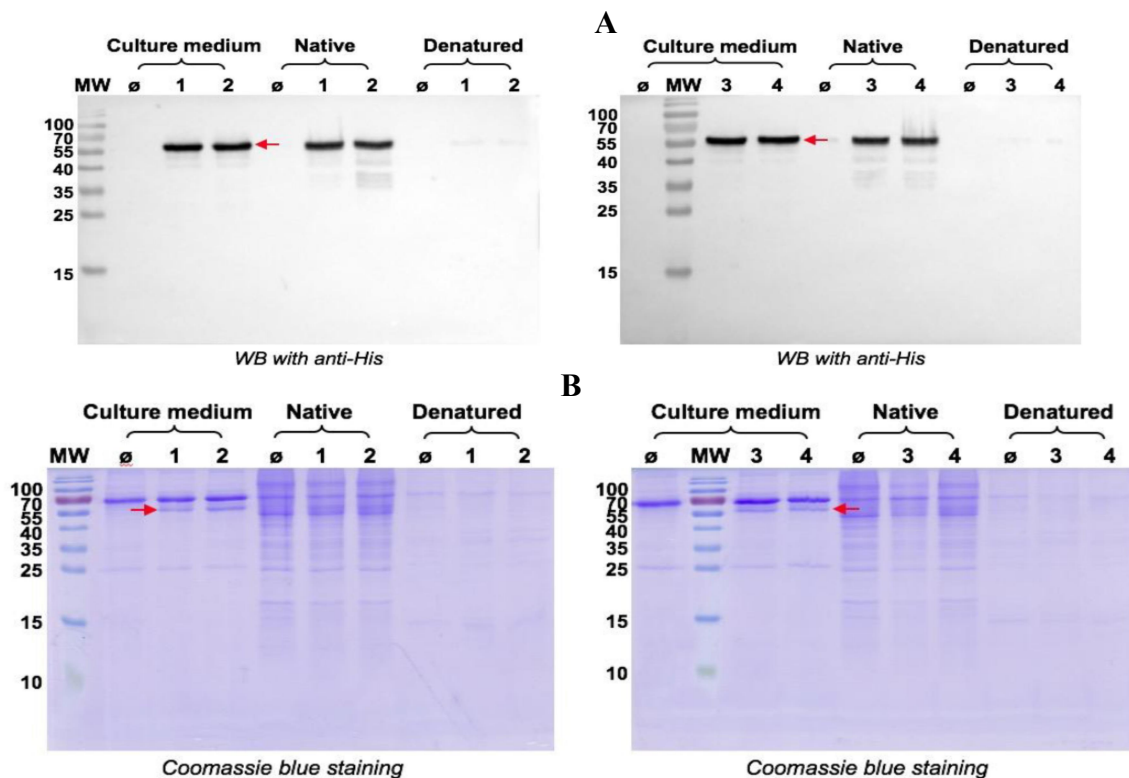 A
Culture medium Native Denatured
MW ø 1 2 1 2 1 2
100
70
55
40
35
25
15
WB with anti-His
Culture medium Native Denatured
ø MW 3 4 ø 3 4 ø 3 4
100
70
55
40
35
25
15
WB with anti-His
B
Culture medium Native Denatured
MW ø 1 2 ø 1 2 ø 1 2
100
70
55
40
35
25
15
10
Coomassie blue staining
Culture medium Native Denatured
ø MW 3 4 ø 3 4 ø 3 4
100
70
55
40
35
25
15
10
Coomassie blue staining